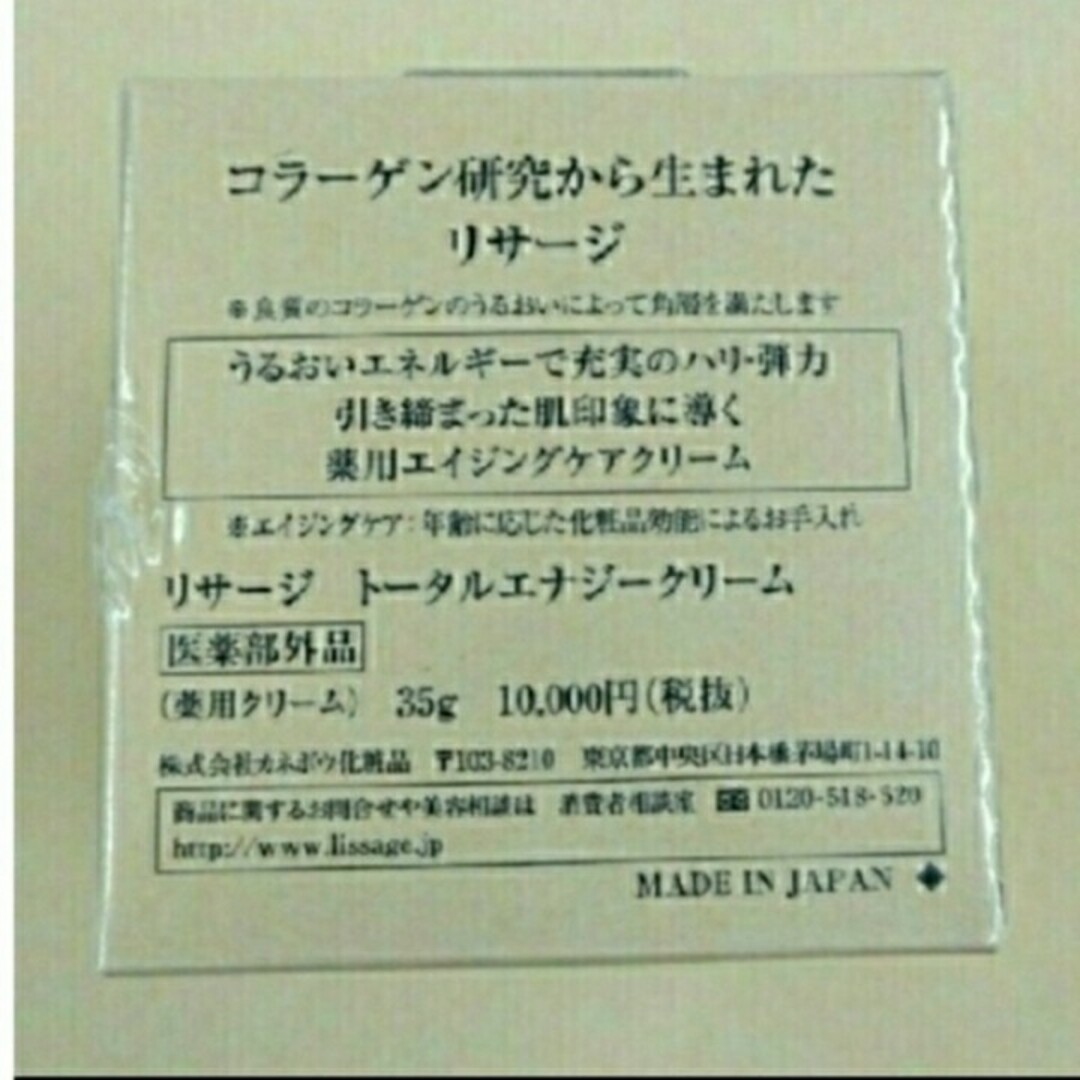 コラーゲン研究から生まれた
リサージ
※良質のコラーゲンのうるおいによって角層を満たします
うるおいエネルギーで充実のハリ・弾力
引き締まった肌印象に導く
薬用エイジングケアクリーム
※エイジングケア：年齢に応じた化粧品効能によるお手入れ
リサージ　トータルエナジークリーム
医薬部外品
（薬用クリーム）　35g　10,000円（税抜）
株式会社カネボウ化粧品　〒103-8210　東京都中央区日本橋茅場町1-14-10
商品に関するお問合せや美容相談は　消費者相談室　0120-518-520
http://www.lissage.jp
MADE IN JAPAN ◆